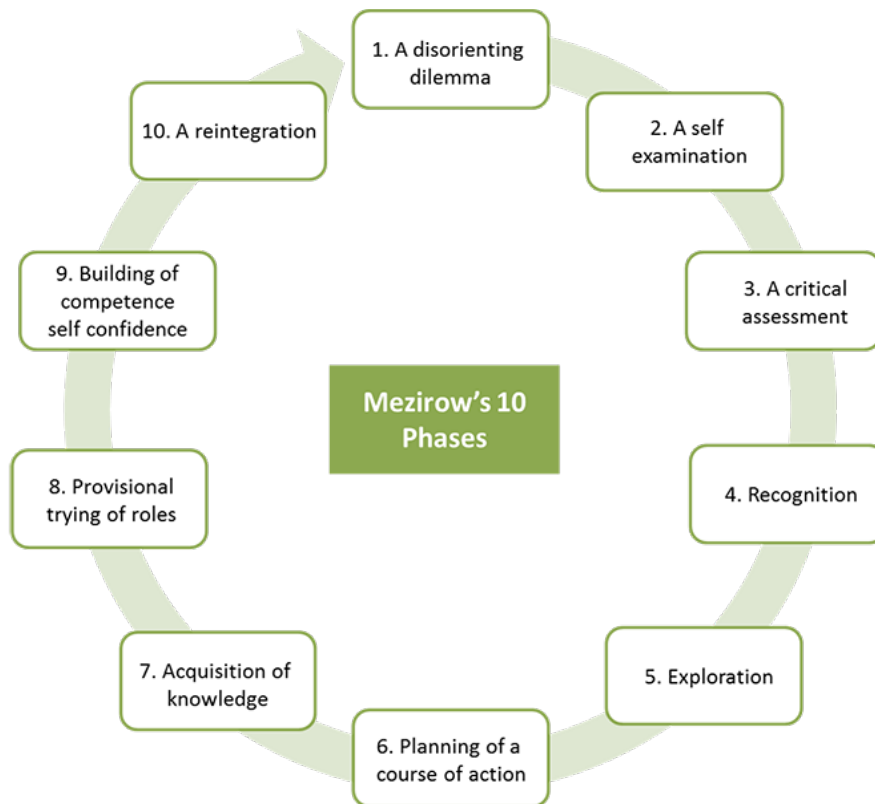 1. A disorienting
dilemma
2. A self
examination
3. A critical
assessment
4. Recognition
5. Exploration
6. Planning of a
course of action
7. Acquisition of
knowledge
8. Provisional
trying of roles
9. Building of
competence
self confidence
10. A reintegration
Mezirow’s 10
Phases